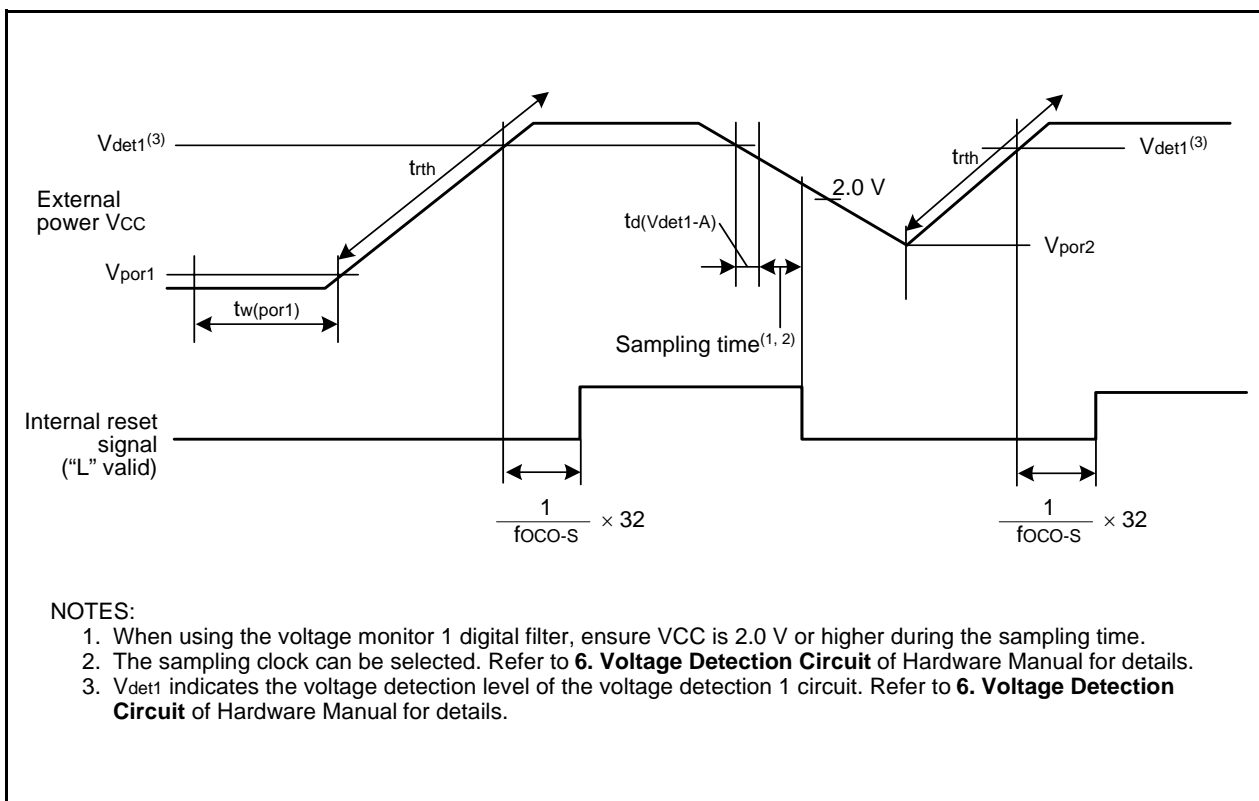 Vdet1(3)
trth
External
power VCC
Vpor1
tw(por1)
td(Vdet1-A)
Sampling time(1, 2)
2.0 V
trth
Vdet1(3)
Vpor2
Internal reset
signal
(“L” valid)
1
fOCO-S
× 32
1
fOCO-S
× 32
NOTES:
1. When using the voltage monitor 1 digital filter, ensure VCC is 2.0 V or higher during the sampling time.
2. The sampling clock can be selected. Refer to 6. Voltage Detection Circuit of Hardware Manual for details.
3. Vdet1 indicates the voltage detection level of the voltage detection 1 circuit. Refer to 6. Voltage Detection
Circuit of Hardware Manual for details.